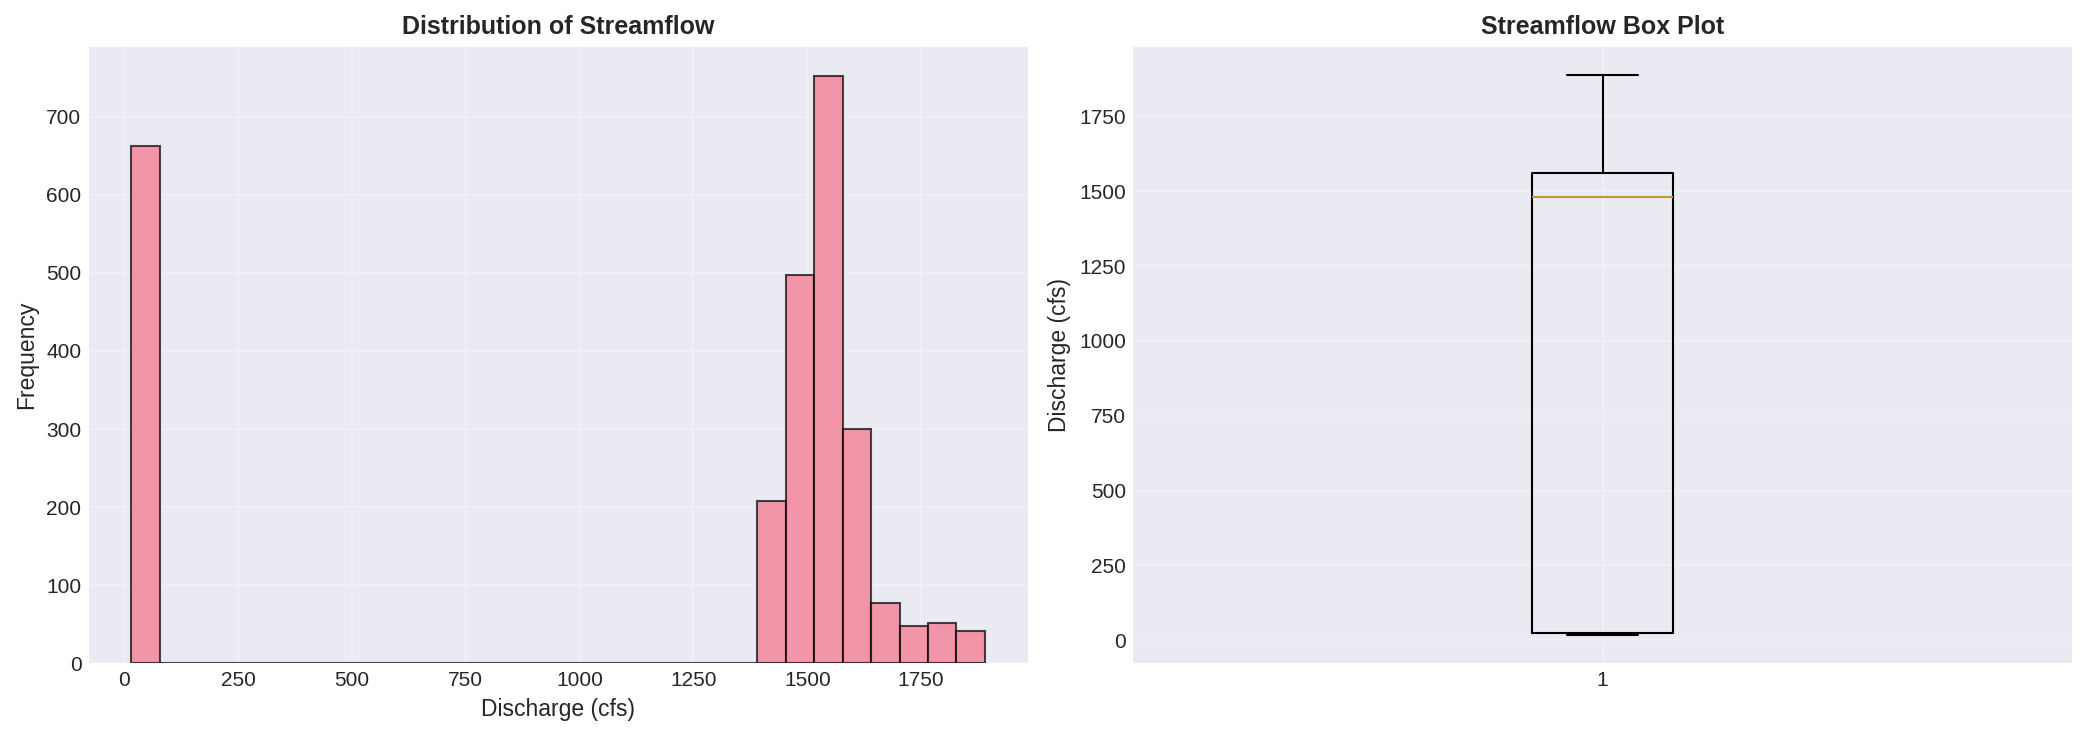 Distribution of Streamflow
700
600
500
400
300
200
100
0
Frequency
0 250 500 750 1000 1250 1500 1750
Discharge (cfs)
Streamflow Box Plot
1750
1500
1250
1000
750
500
250
0
Discharge (cfs)
1